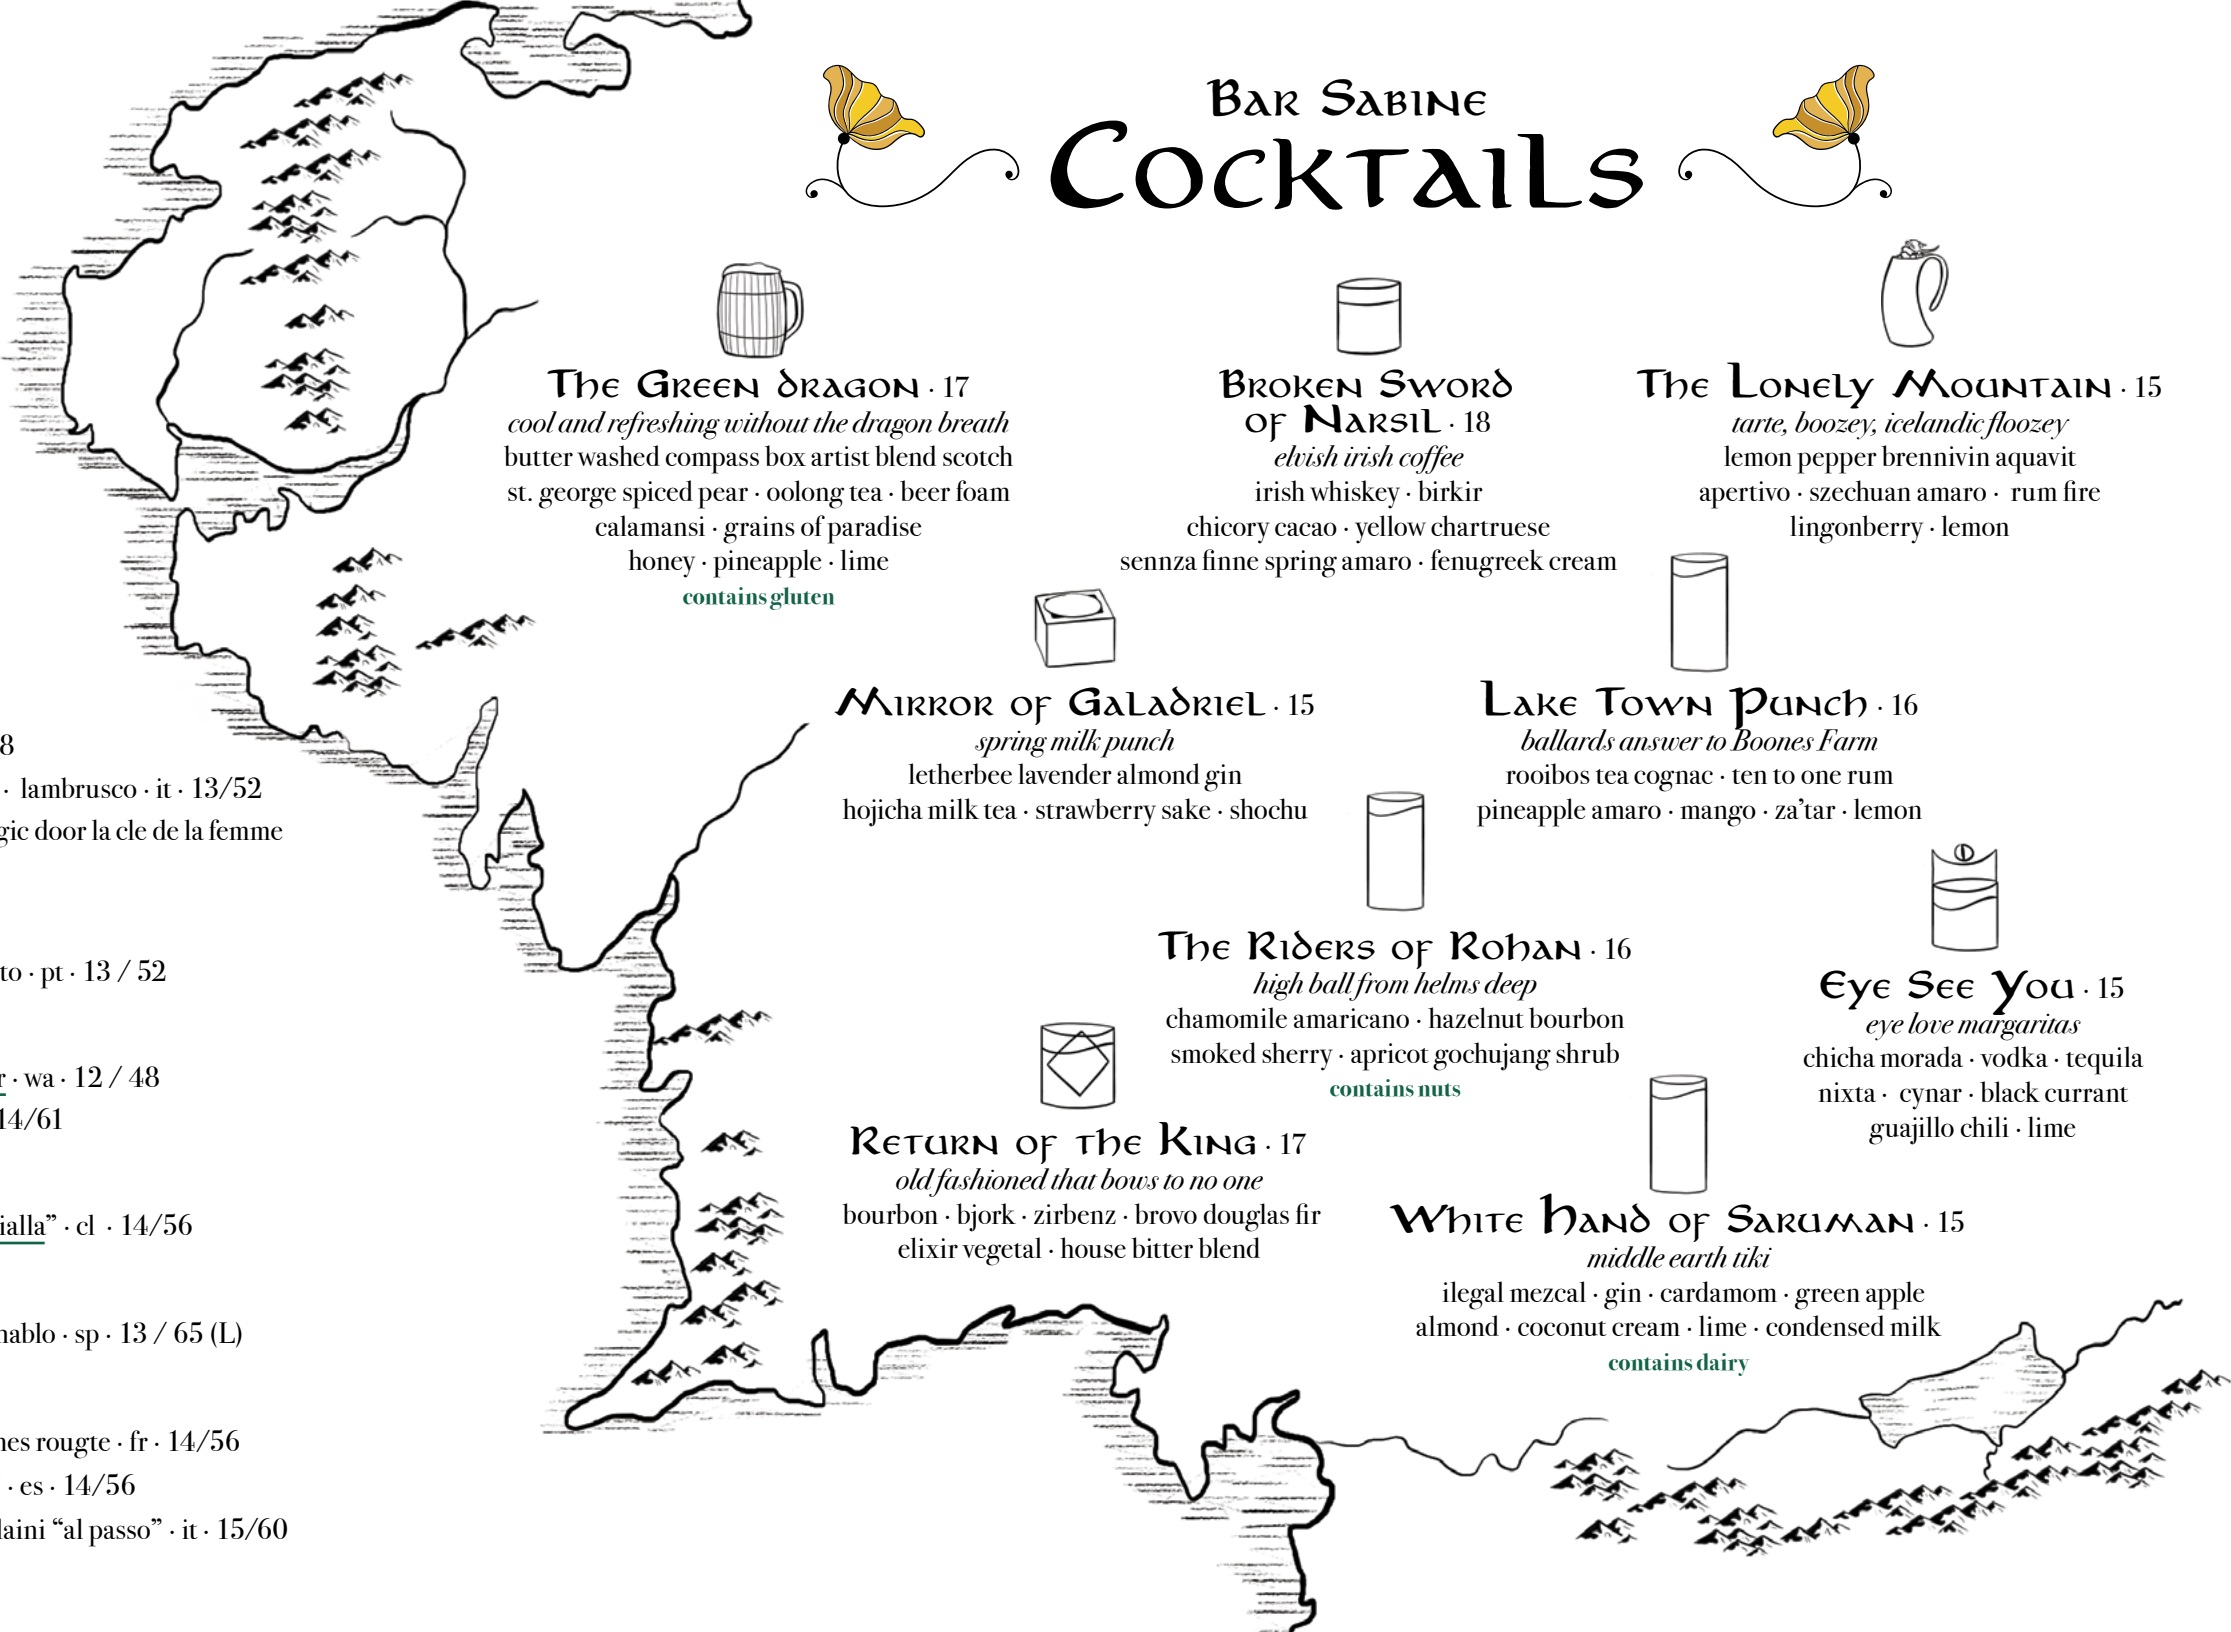 Bar Sabine
Cocktails
The Green Dragon · 17
cool and refreshing without the dragon breath
butter washed compass box artist blend scotch
st. george spiced pear · oolong tea · beer foam
calamansi · grains of paradise
honey · pineapple · lime
contains gluten
Broken Sword
of Narsil · 18
elvish irish coffee
irish whiskey · birkir
chicory cacao · yellow chartruese
sennza finne spring amaro · fenugreek cream
The Lonely Mountain · 15
tarte, boozey, icelandic floozey
lemon pepper brennivin aquavit
apertivo · szechuan amaro · rum fire
lingonberry · lemon
Mirror of Galadriel · 15
spring milk punch
letherbee lavender almond gin
hojicha milk tea · strawberry sake · shochu
Lake Town Punch · 16
ballards answer to Boones Farm
rooibos tea cognac · ten to one rum
pineapple amaro · mango · za’tar · lemon
The Riders of Rohan · 16
high ball from helms deep
chamomile amaricano · hazelnut bourbon
smoked sherry · apricot gochujang shrub
contains nuts
Eye See You · 15
eye love margaritas
chicha morada · vodka · tequila
nixta · cynar · black currant
guajillo chili · lime
Return of the King · 17
old fashioned that bows to no one
bourbon · bjork · zirbenz · brovo douglas fir
elixir vegetal · house bitter blend
White Hand of Saruman · 15
middle earth tiki
ilegal mezcal · gin · cardamom · green apple
almond · coconut cream · lime · condensed milk
contains dairy
8
· lambrusco · it · 13/52
gic door la cle de la femme
to · pt · 13 / 52
r · wa · 12 / 48
14/61
ialla” · cl · 14/56
nablo · sp · 13 / 65 (L)
nes rougte · fr · 14/56
· es · 14/56
laini “al passo” · it · 15/60